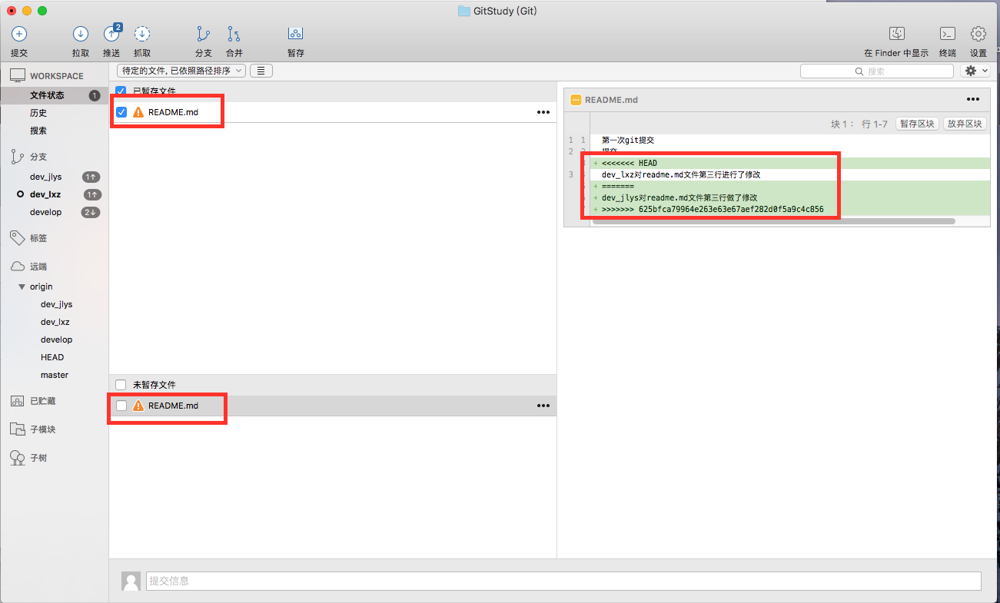 GitStudy (Git)
2
提交 拉取 推送 抓取 分支 合并 暂存 在 Finder 中显示 终端 设置
WORKSPACE
文件状态 1
历史
搜索
分支
dev_jlys 1↑
dev_lxz 1↑
develop 2↓
标签
远端
origin
dev_jlys
dev_lxz
develop
HEAD
master
已贮藏
子模块
子树
待定的文件, 已依照路径排序
搜索
已暂存文件
README.md
未暂存文件
README.md
README.md
块 1： 行 1-7 暂存区块 放弃区块
1 1 第一次git提交
2 2 提交
+ <<<<<<< HEAD
3 dev_lxz对readme.md文件第三行进行了修改
+ =======
+ dev_jlys对readme.md文件第三行做了修改
+ >>>>>>> 625bfca79964e263e63e67aef282d0f5a9c4c856
提交信息